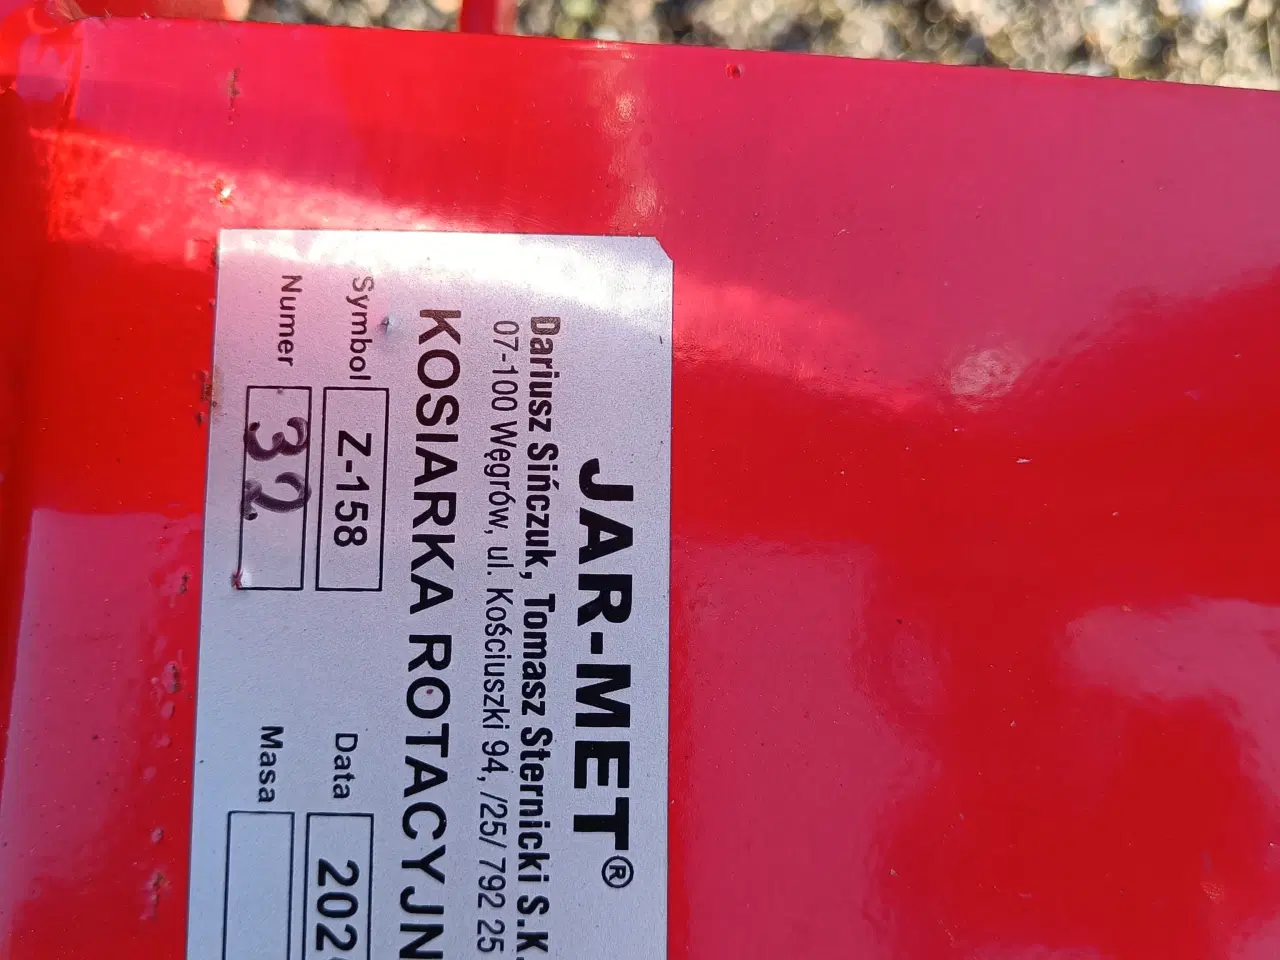 JAR-MET®
Dariusz Sińczuk, Tomasz Sternicki S.K.
07-100 Węgrów, ul. Kościuszki 94, /25/ 792 25
KOSIARKA ROTACYJN
Symbol Z-158 Data 202
Numer 32 Masa